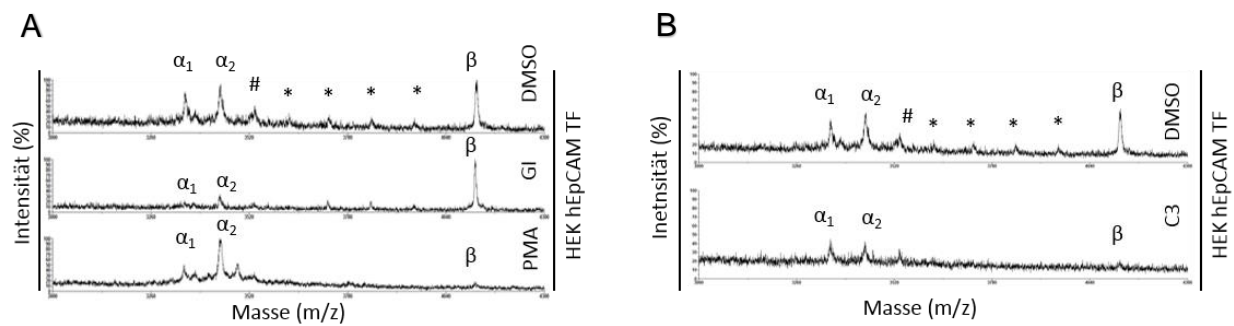 A
α1 α2 # * * * * β
DMSO
α1 α2 β
GI
α1 α2 β
PMA
Intensität (%)
HEK hEpCAM TF
Masse (m/z)
B
α1 α2 # * * * * β
DMSO
α1 α2 β
C3
Inetnsität (%)
HEK hEpCAM TF
Masse (m/z)